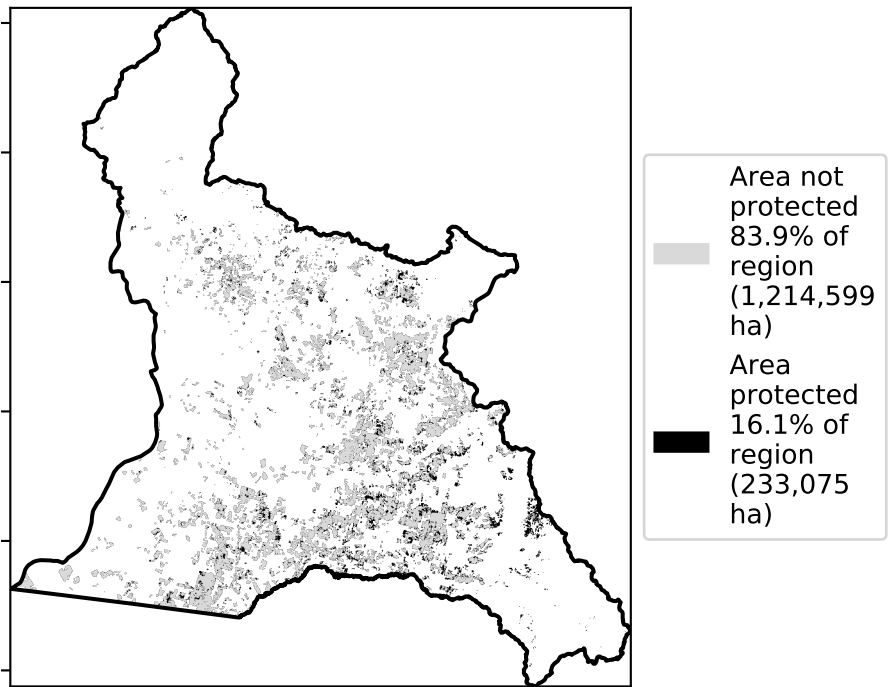 Area not
protected
83.9% of
region
(1,214,599
ha)
Area
protected
16.1% of
region
(233,075
ha)